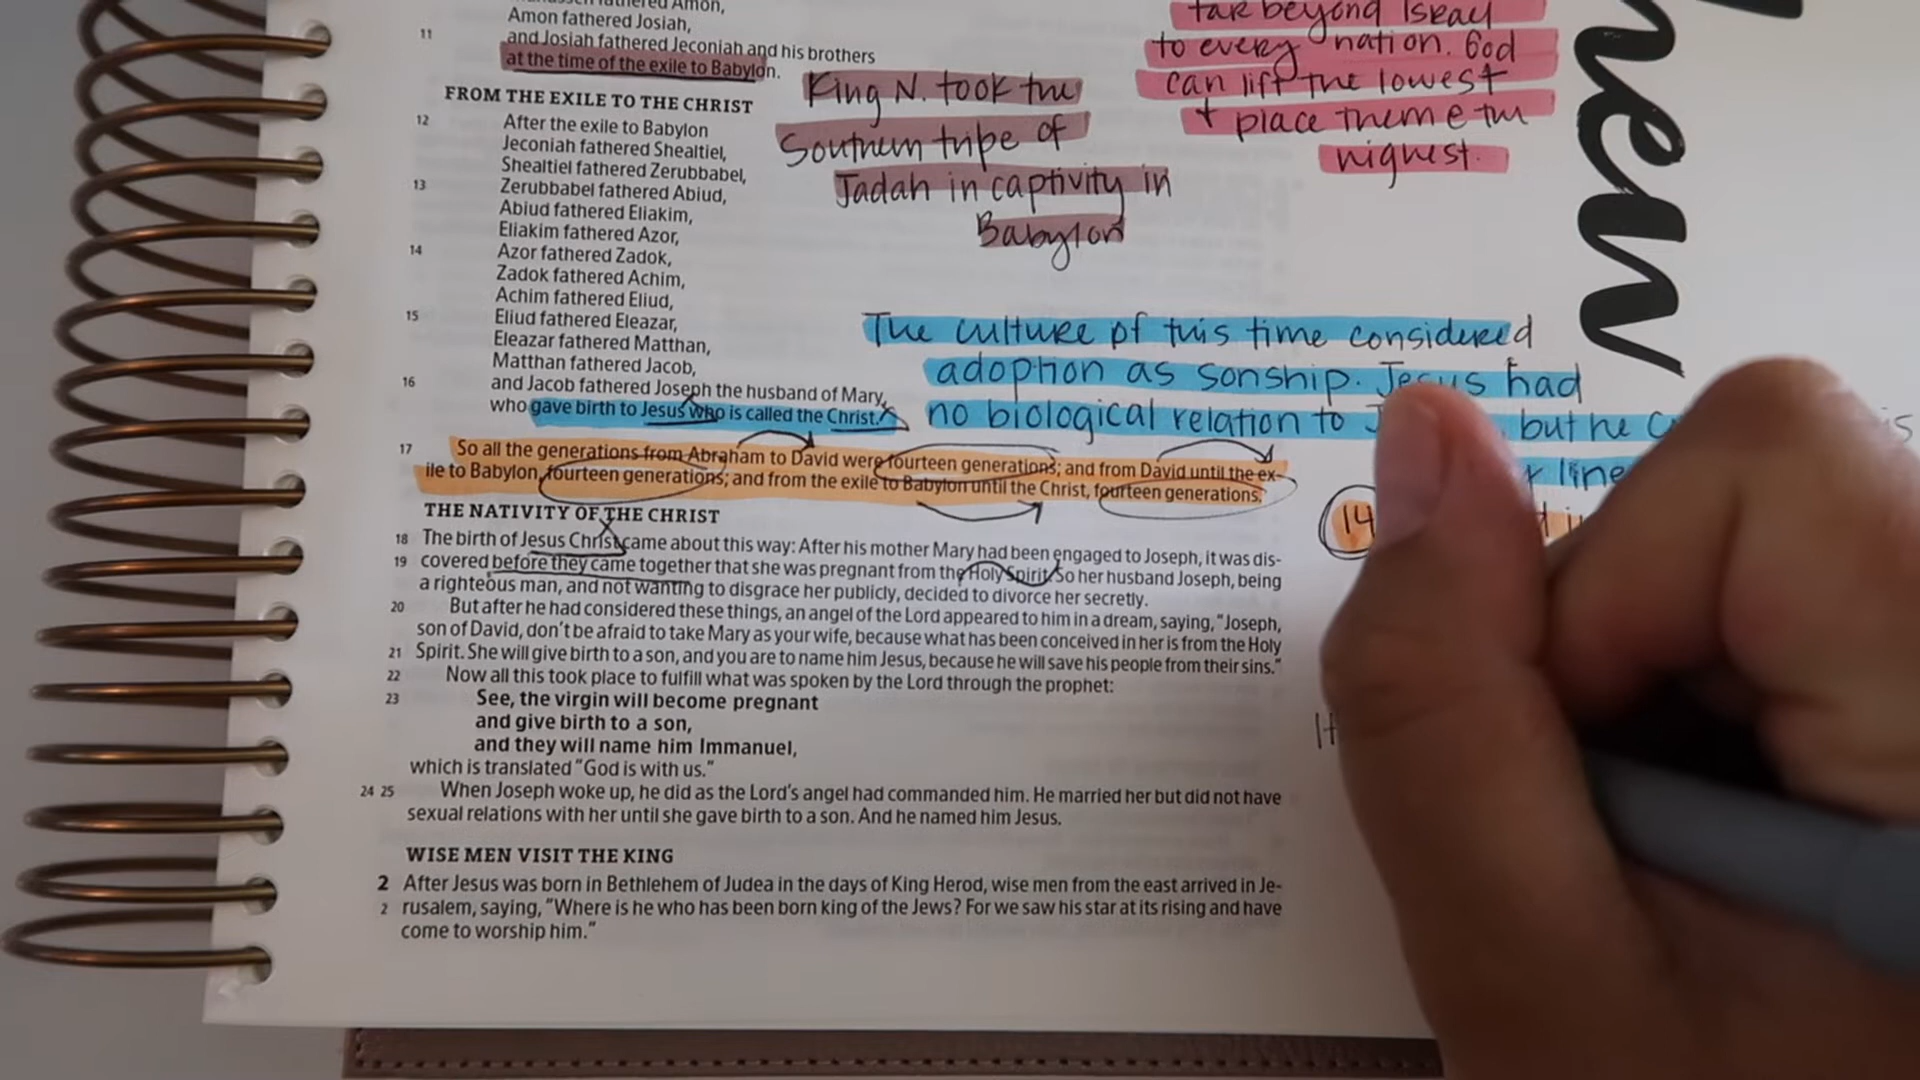 fathered Amon,
Amon fathered Josiah,
11 and Josiah fathered Jeconiah and his brothers
at the time of the exile to Babylon.
FROM THE EXILE TO THE CHRIST
12 After the exile to Babylon
Jeconiah fathered Shealtiel,
Shealtiel fathered Zerubbabel,
13 Zerubbabel fathered Abiud,
Abiud fathered Eliakim,
Eliakim fathered Azor,
14 Azor fathered Zadok,
Zadok fathered Achim,
Achim fathered Eliud,
15 Eliud fathered Eleazar,
Eleazar fathered Matthan,
Matthan fathered Jacob,
16 and Jacob fathered Joseph the husband of Mary,
who gave birth to Jesus who is called the Christ.
17 So all the generations from Abraham to David were fourteen generations; and from David until the ex-
ile to Babylon, fourteen generations; and from the exile to Babylon until the Christ, fourteen generations.
THE NATIVITY OF THE CHRIST
18 The birth of Jesus Christ came about this way: After his mother Mary had been engaged to Joseph, it was dis-
19 covered before they came together that she was pregnant from the Holy Spirit. So her husband Joseph, being
a righteous man, and not wanting to disgrace her publicly, decided to divorce her secretly.
20 But after he had considered these things, an angel of the Lord appeared to him in a dream, saying, "Joseph,
son of David, don't be afraid to take Mary as your wife, because what has been conceived in her is from the Holy
21 Spirit. She will give birth to a son, and you are to name him Jesus, because he will save his people from their sins."
22 Now all this took place to fulfill what was spoken by the Lord through the prophet:
23 See, the virgin will become pregnant
and give birth to a son,
and they will name him Immanuel,
which is translated "God is with us."
24 25 When Joseph woke up, he did as the Lord's angel had commanded him. He married her but did not have
sexual relations with her until she gave birth to a son. And he named him Jesus.
WISE MEN VISIT THE KING
2 After Jesus was born in Bethlehem of Judea in the days of King Herod, wise men from the east arrived in Je-
2 rusalem, saying, "Where is he who has been born king of the Jews? For we saw his star at its rising and have
come to worship him."
King N. took the
Southern tribe of
Jadah in captivity in
Babylon
far beyond Israel
to every nation. God
can lift the lowest
+ place them @ the
highest.
The culture of this time considered
adoption as sonship. Jesus had
no biological relation to but he
line
14
hew